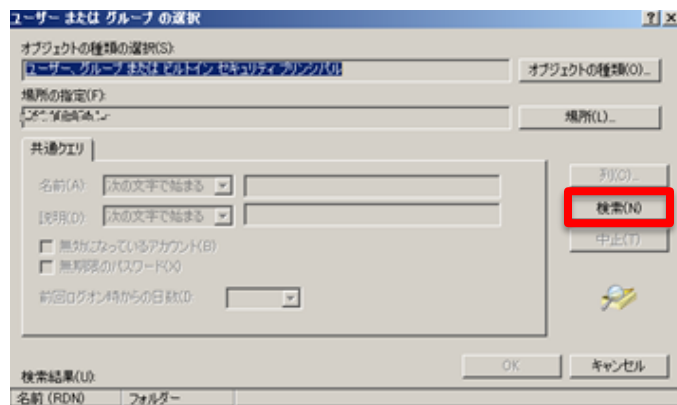 ユーザー または グループ の選択
オブジェクトの種類の選択(S):
ユーザー、グループ または ビルトイン セキュリティ プリンシパル
オブジェクトの種類(O)...
場所の指定(F):
場所(L)...
共通クエリ
名前(A):
次の文字で始まる
説明(D):
次の文字で始まる
無効になっているアカウント(B)
無期限のパスワード(X)
前回ログオン時からの日数(I):
列(C)...
検索(N)
中止(T)
検索結果(U):
OK
キャンセル
名前 (RDN)
フォルダー